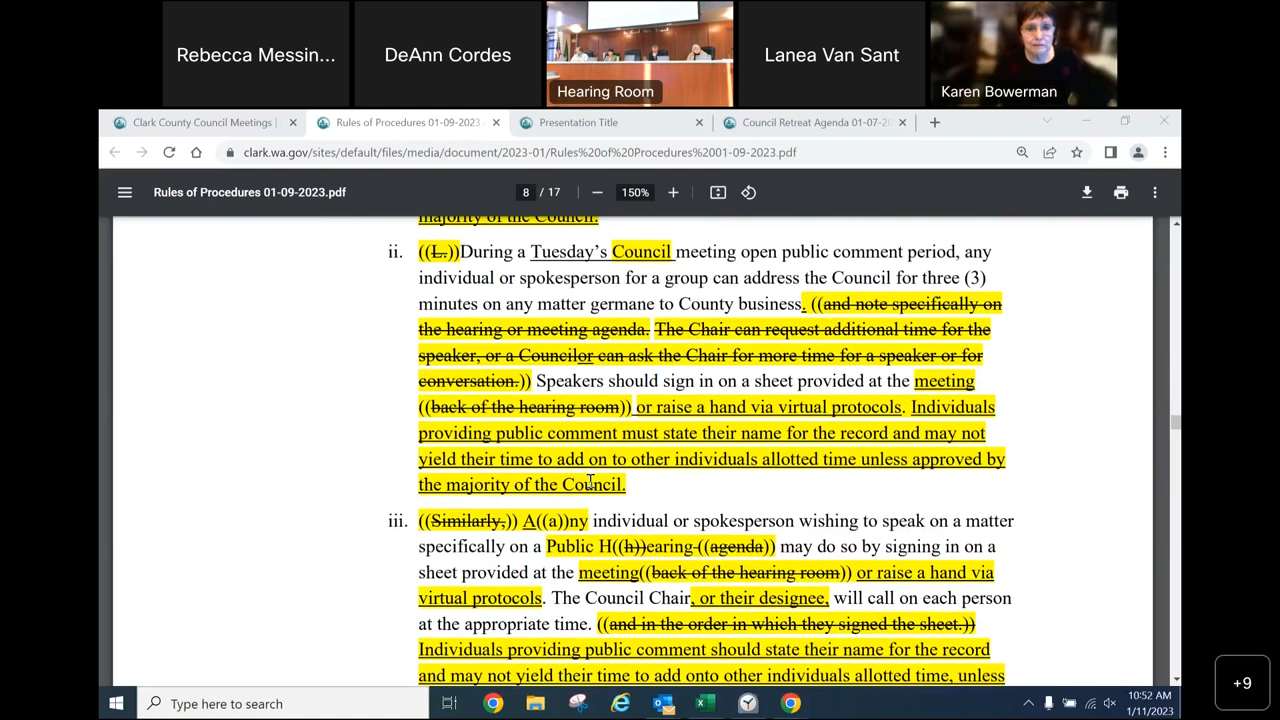 Rebecca Messin...
DeAnn Cordes
Hearing Room
Lanea Van Sant
Karen Bowerman
Clark County Council Meetings |
Rules of Procedures 01-09-2023
Presentation Title
Council Retreat Agenda 01-07-20
clark.wa.gov/sites/default/files/media/document/2023-01/Rules%20of%20Procedures%2001-09-2023.pdf
Rules of Procedures 01-09-2023.pdf
8 / 17
150%
majority of the Council.
ii. ((L.))During a Tuesday's Council meeting open public comment period, any
individual or spokesperson for a group can address the Council for three (3)
minutes on any matter germane to County business. ((and note specifically on
the hearing or meeting agenda. The Chair can request additional time for the
speaker, or a Councilor can ask the Chair for more time for a speaker or for
conversation.)) Speakers should sign in on a sheet provided at the meeting
((back of the hearing room)) or raise a hand via virtual protocols. Individuals
providing public comment must state their name for the record and may not
yield their time to add on to other individuals allotted time unless approved by
the majority of the Council.
iii. ((Similarly,)) A((a))ny individual or spokesperson wishing to speak on a matter
specifically on a Public H((h))earing ((agenda)) may do so by signing in on a
sheet provided at the meeting((back of the hearing room)) or raise a hand via
virtual protocols. The Council Chair, or their designee, will call on each person
at the appropriate time. ((and in the order in which they signed the sheet.))
Individuals providing public comment should state their name for the record
and may not yield their time to add onto other individuals allotted time, unless
Type here to search
10:52 AM
1/11/2023
+9